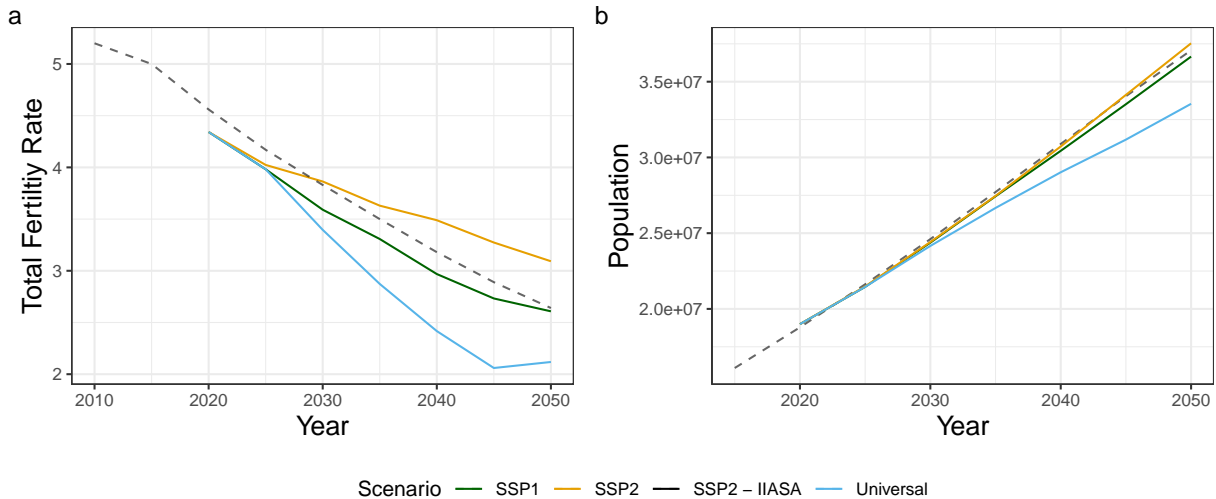 a
Total Fertilitiy Rate
5
4
3
2
2010 2020 2030 2040 2050
Year
b
Population
3.5e+07
3.0e+07
2.5e+07
2.0e+07
2020 2030 2040 2050
Year
Scenario SSP1 SSP2 SSP2 − IIASA Universal